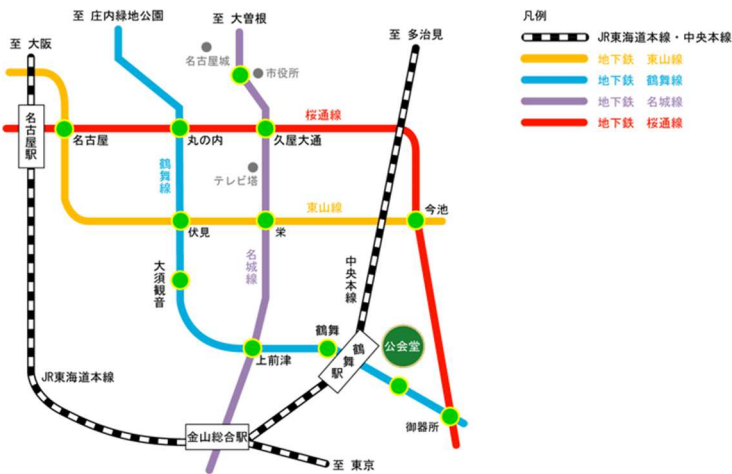 至 庄内緑地公園
至 大曽根
至 大阪
至 多治見
名古屋城
市役所
桜通線
名古屋駅
名古屋
丸の内
久屋大通
鶴舞線
テレビ塔
東山線
今池
伏見
栄
大須観音
名城線
中央本線
鶴舞
鶴舞駅
公会堂
上前津
JR東海道本線
御器所
金山総合駅
至 東京
凡例
JR東海道本線・中央本線
地下鉄 東山線
地下鉄 鶴舞線
地下鉄 名城線
地下鉄 桜通線